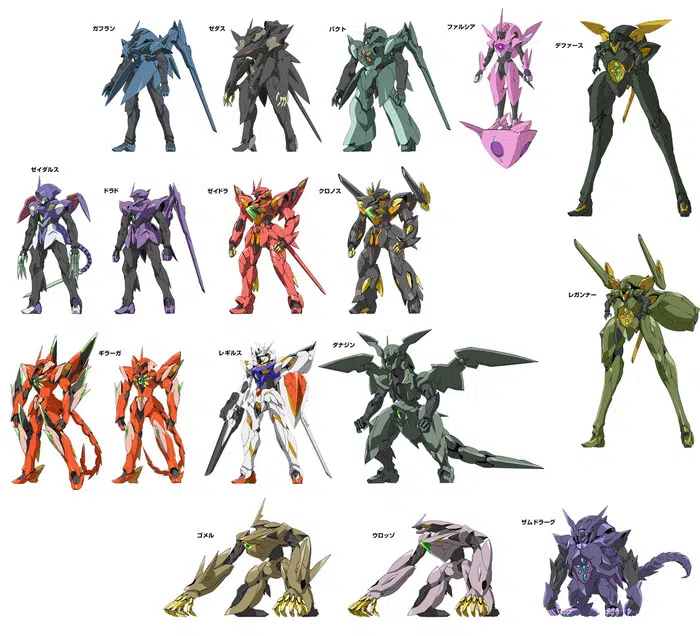 ガフラン
ゼダス
バクト
ファルシア
デファース
ゼイダルス
ドラド
ゼイドラ
クロノス
レガンナー
ギラーガ
レギルス
ダナジン
ゴメル
ウロッゾ
ザムドラーグ